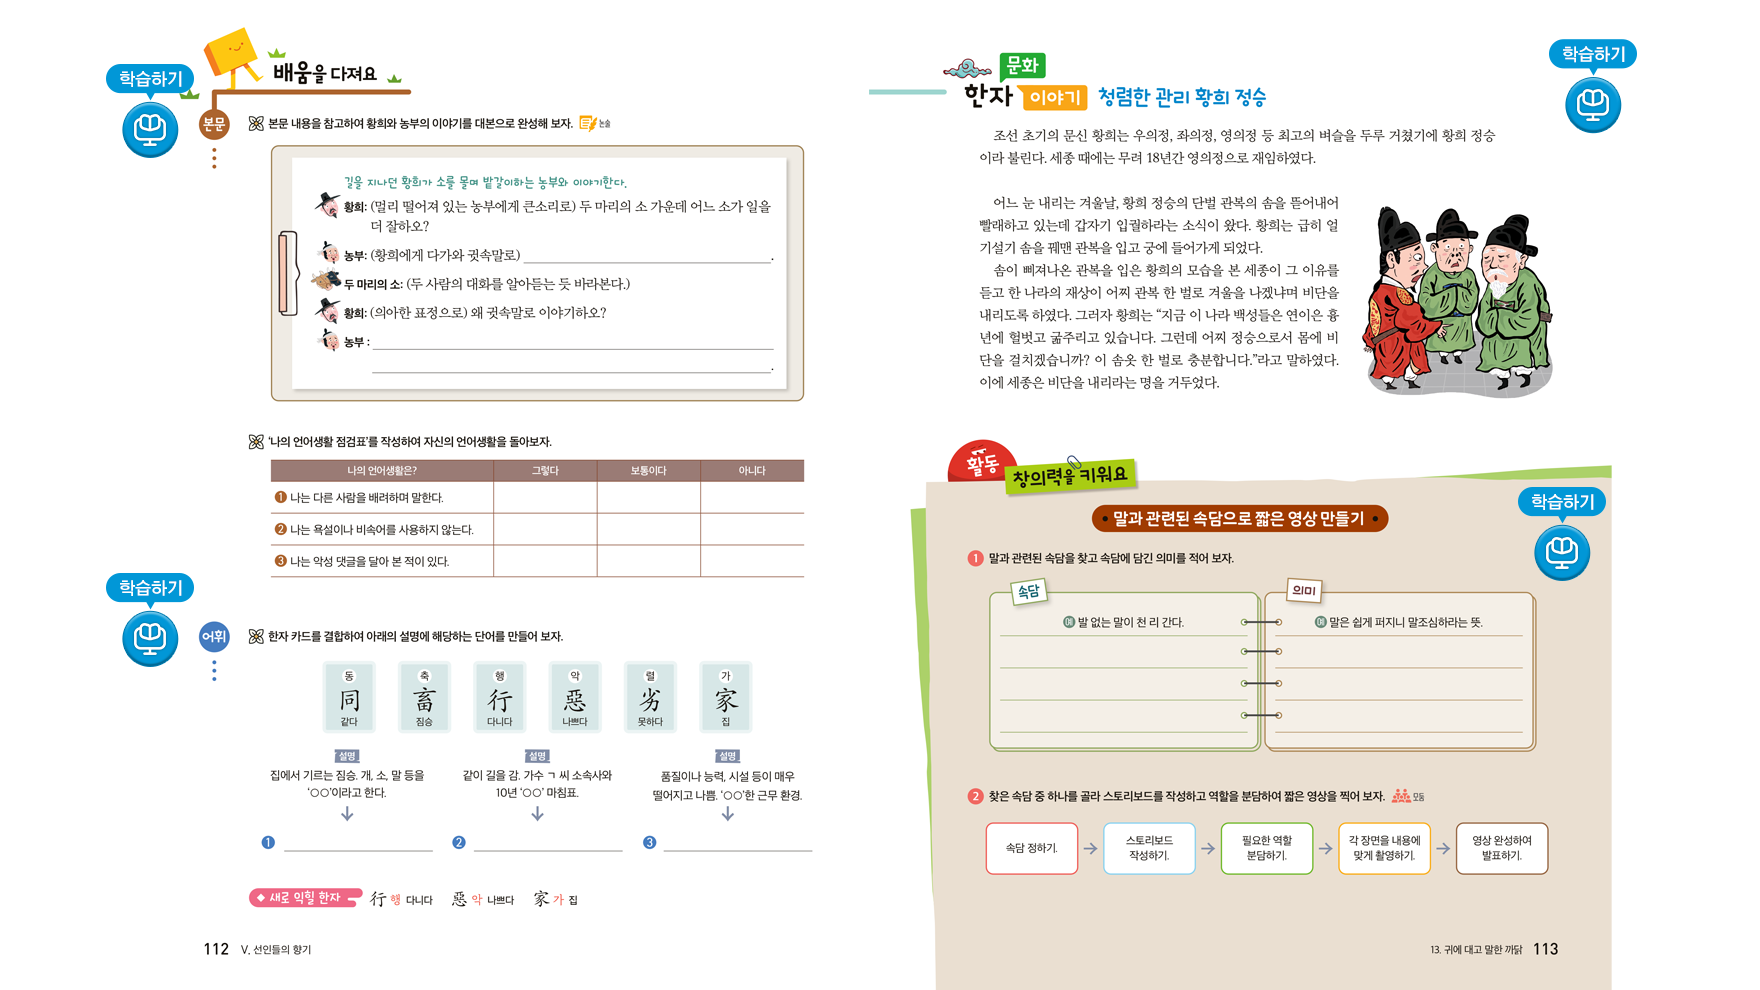 학습하기
배움을 다져요
본문
본문 내용을 참고하여 황희와 농부의 이야기를 대본으로 완성해 보자. 논술
길을 지나던 황희가 소를 몰며 밭갈이하는 농부와 이야기한다.
황희: (멀리 떨어져 있는 농부에게 큰소리로) 두 마리의 소 가운데 어느 소가 일을
더 잘하오?
농부: (황희에게 다가와 귓속말로) .
두 마리의 소: (두 사람의 대화를 알아듣는 듯 바라본다.)
황희: (의아한 표정으로) 왜 귓속말로 이야기하오?
농부 :
.
'나의 언어생활 점검표'를 작성하여 자신의 언어생활을 돌아보자.
나의 언어생활은? 그렇다 보통이다 아니다
1 나는 다른 사람을 배려하며 말한다.
2 나는 욕설이나 비속어를 사용하지 않는다.
3 나는 악성 댓글을 달아 본 적이 있다.
학습하기
어휘
한자 카드를 결합하여 아래의 설명에 해당하는 단어를 만들어 보자.
동 축 행 악 렬 가
同 畜 行 惡 劣 家
같다 짐승 다니다 나쁘다 못하다 집
설명 설명 설명
집에서 기르는 짐승. 개, 소, 말 등을
'○○'이라고 한다.
같이 길을 감. 가수 ㄱ 씨 소속사와
10년 '○○' 마침표.
품질이나 능력, 시설 등이 매우
떨어지고 나쁨. '○○'한 근무 환경.
1 2 3
새로 익힐 한자 行 행 다니다 惡 악 나쁘다 家 가 집
112 V. 선인들의 향기
학습하기
문화
한자 이야기 청렴한 관리 황희 정승
조선 초기의 문신 황희는 우의정, 좌의정, 영의정 등 최고의 벼슬을 두루 거쳤기에 황희 정승
이라 불린다. 세종 때에는 무려 18년간 영의정으로 재임하였다.
어느 눈 내리는 겨울날, 황희 정승의 단벌 관복의 솜을 뜯어내어
빨래하고 있는데 갑자기 입궐하라는 소식이 왔다. 황희는 급히 얼
기설기 솜을 꿰맨 관복을 입고 궁에 들어가게 되었다.
솜이 삐져나온 관복을 입은 황희의 모습을 본 세종이 그 이유를
듣고 한 나라의 재상이 어찌 관복 한 벌로 겨울을 나겠냐며 비단을
내리도록 하였다. 그러자 황희는 "지금 이 나라 백성들은 연이은 흉
년에 헐벗고 굶주리고 있습니다. 그런데 어찌 정승으로서 몸에 비
단을 걸치겠습니까? 이 솜옷 한 벌로 충분합니다."라고 말하였다.
이에 세종은 비단을 내리라는 명을 거두었다.
활동
창의력을 키워요
학습하기
말과 관련된 속담으로 짧은 영상 만들기
1 말과 관련된 속담을 찾고 속담에 담긴 의미를 적어 보자.
속담 의미
예 발 없는 말이 천 리 간다. 예 말은 쉽게 퍼지니 말조심하라는 뜻.
2 찾은 속담 중 하나를 골라 스토리보드를 작성하고 역할을 분담하여 짧은 영상을 찍어 보자. 모둠
속담 정하기.
스토리보드
작성하기.
필요한 역할
분담하기.
각 장면을 내용에
맞게 촬영하기.
영상 완성하여
발표하기.
13. 귀에 대고 말한 까닭 113